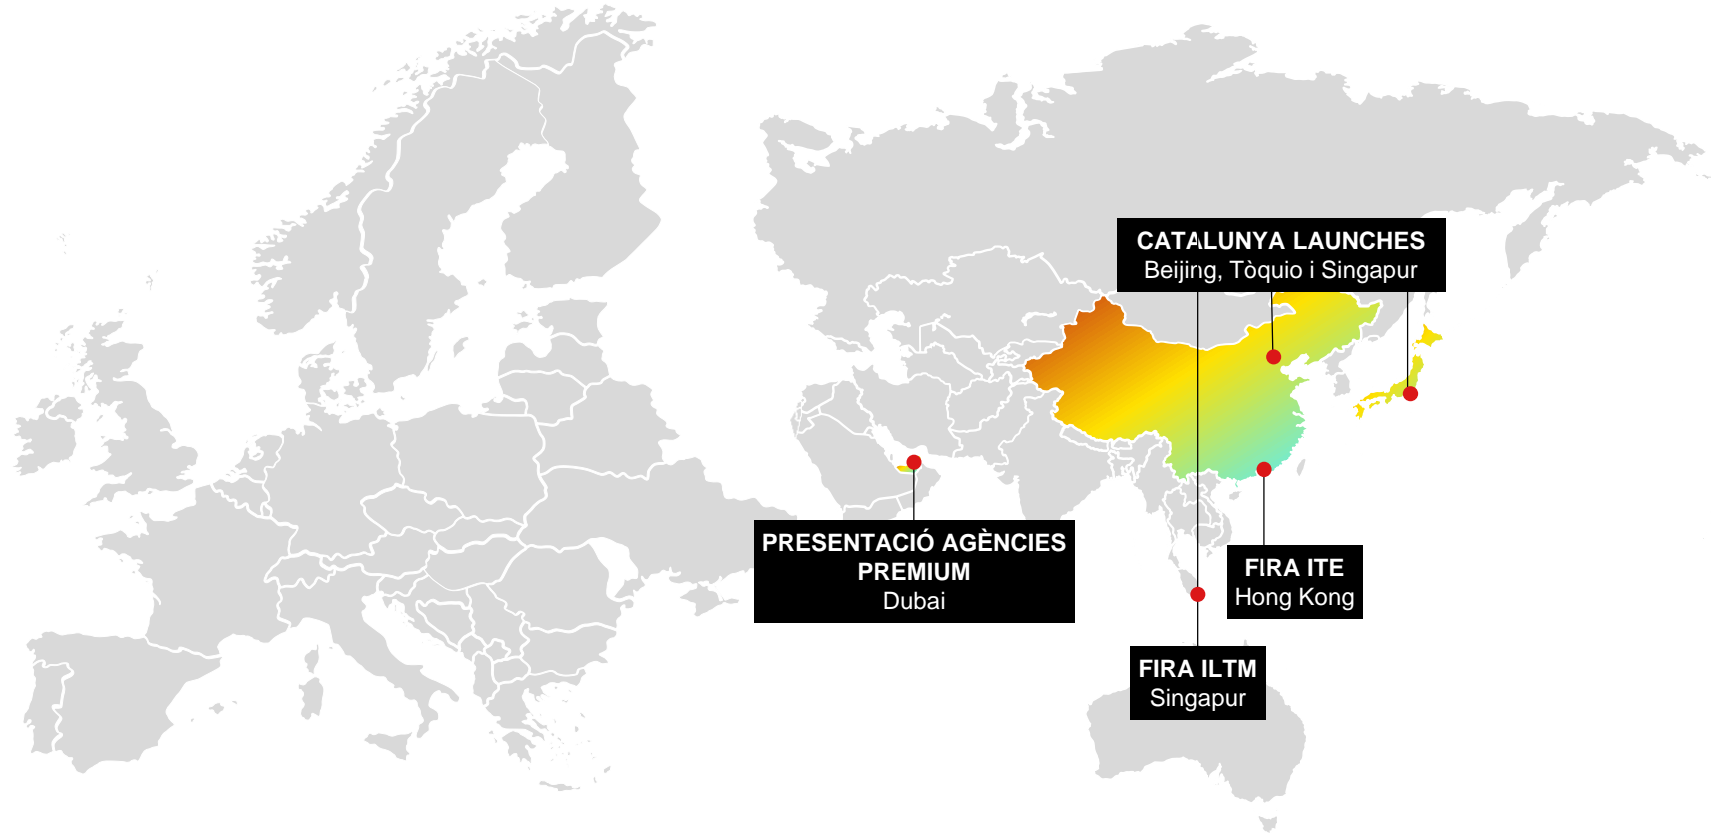 CATALUNYA LAUNCHES
Beijing, Tòquio i Singapur
PRESENTACIÓ AGÈNCIES
PREMIUM
Dubai
FIRA ITE
Hong Kong
FIRA ILTM
Singapur